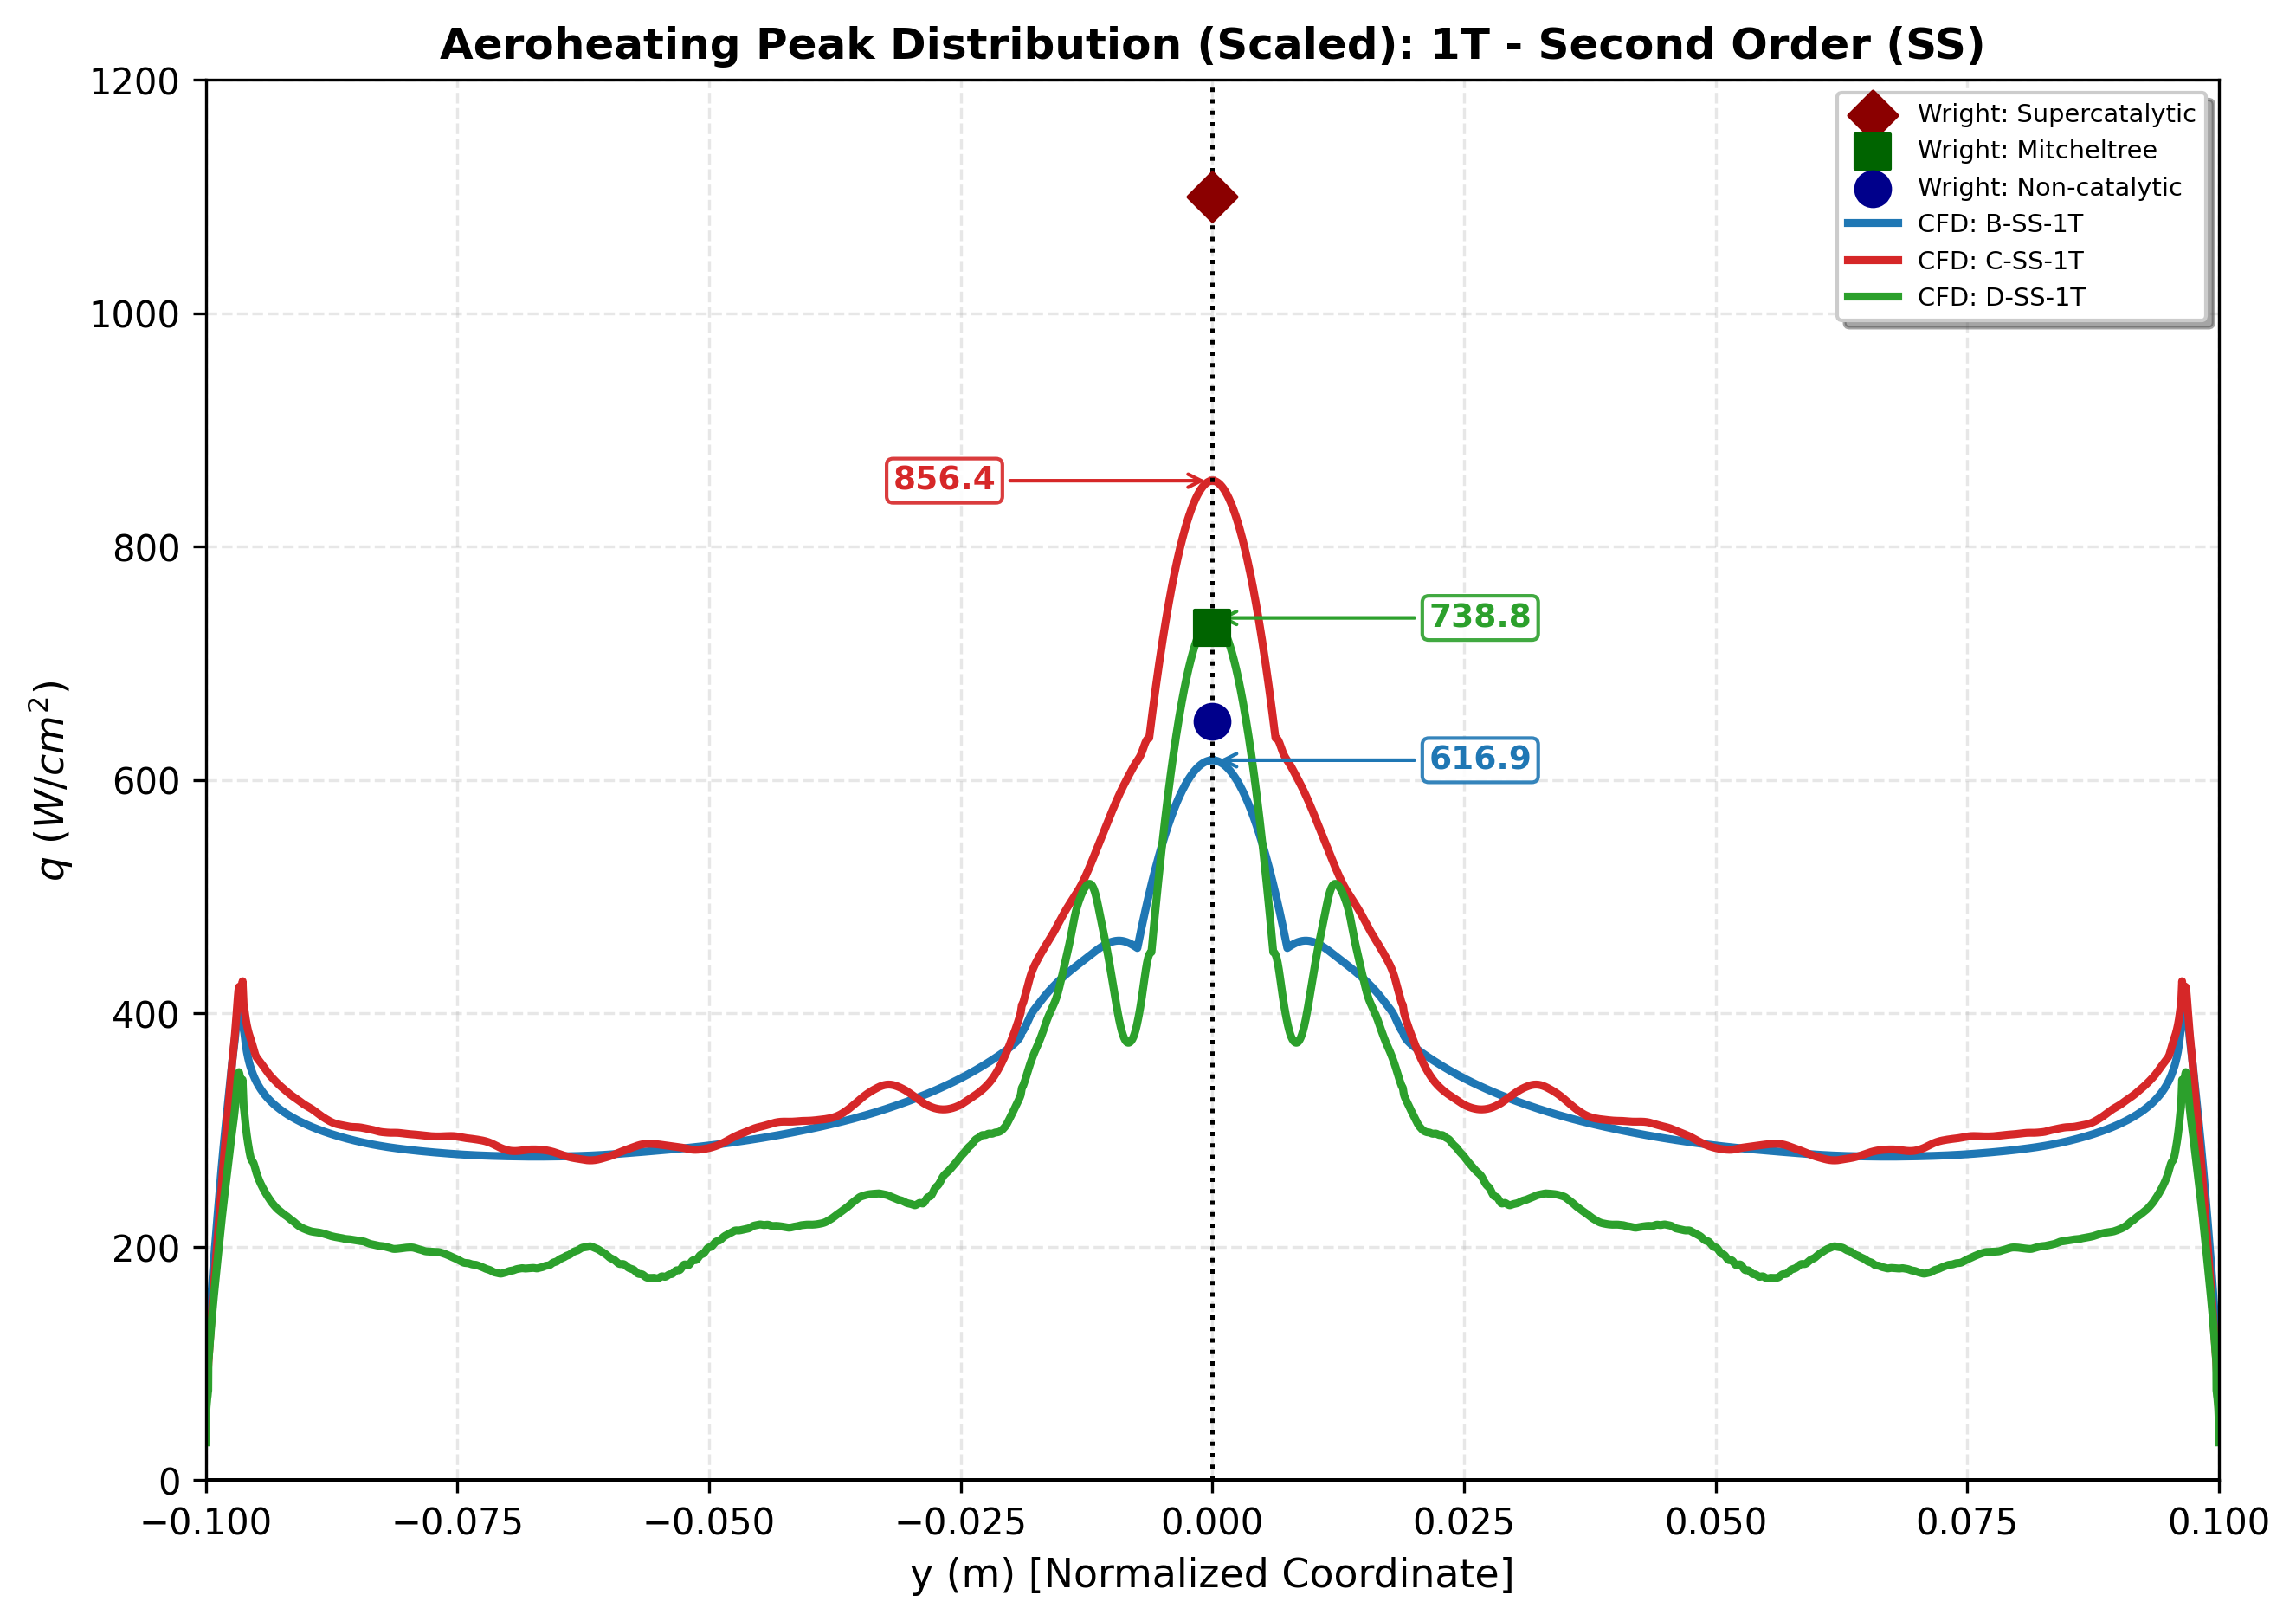 Aeroheating Peak Distribution (Scaled): 1T - Second Order (SS)
1200
1000
800
600
400
200
0
q (W/cm²)
Wright: Supercatalytic
Wright: Mitcheltree
Wright: Non-catalytic
CFD: B-SS-1T
CFD: C-SS-1T
CFD: D-SS-1T
856.4
738.8
616.9
−0.100 −0.075 −0.050 −0.025 0.000 0.025 0.050 0.075 0.100
y (m) [Normalized Coordinate]